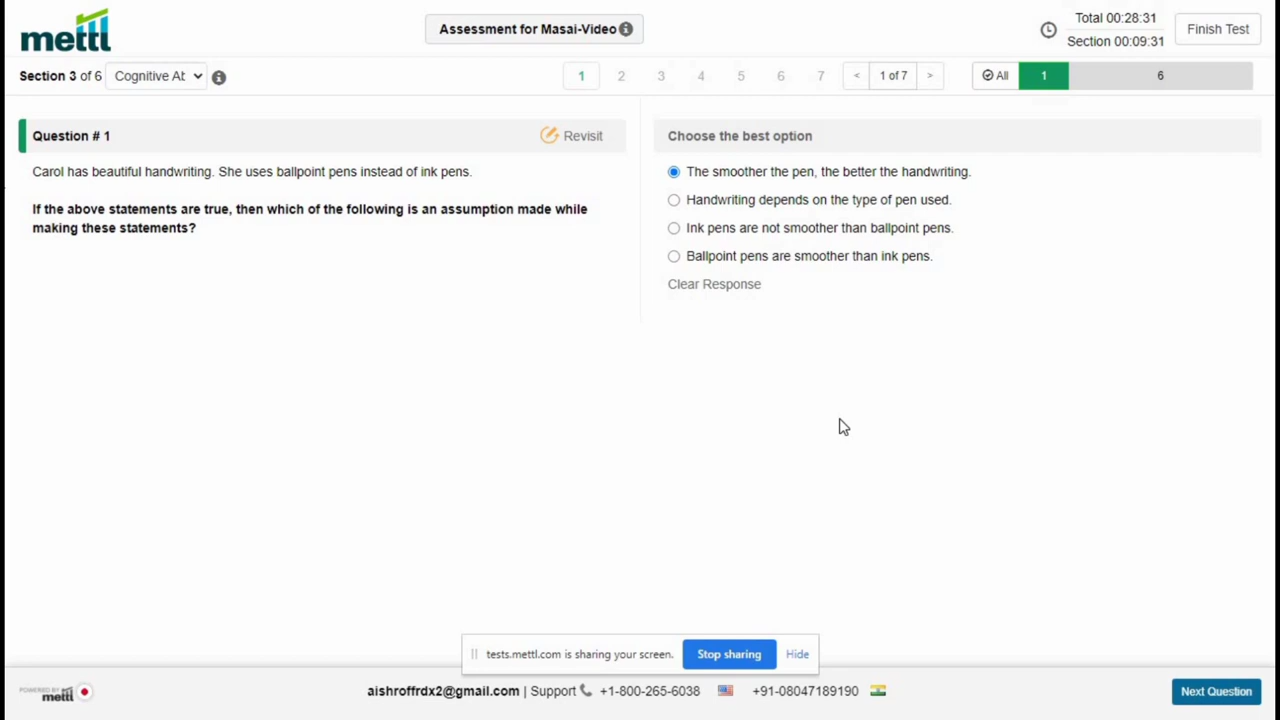 mettl
Assessment for Masai-Video
Total 00:28:31
Section 00:09:31
Finish Test
Section 3 of 6
Cognitive At
1 2 3 4 5 6 7
< 1 of 7 >
All 1 6
Question # 1
Revisit
Carol has beautiful handwriting. She uses ballpoint pens instead of ink pens.
If the above statements are true, then which of the following is an assumption made while
making these statements?
Choose the best option
The smoother the pen, the better the handwriting.
Handwriting depends on the type of pen used.
Ink pens are not smoother than ballpoint pens.
Ballpoint pens are smoother than ink pens.
Clear Response
tests.mettl.com is sharing your screen. Stop sharing Hide
POWERED BY
mettl
aishroffrdx2@gmail.com | Support +1-800-265-6038 +91-08047189190
Next Question